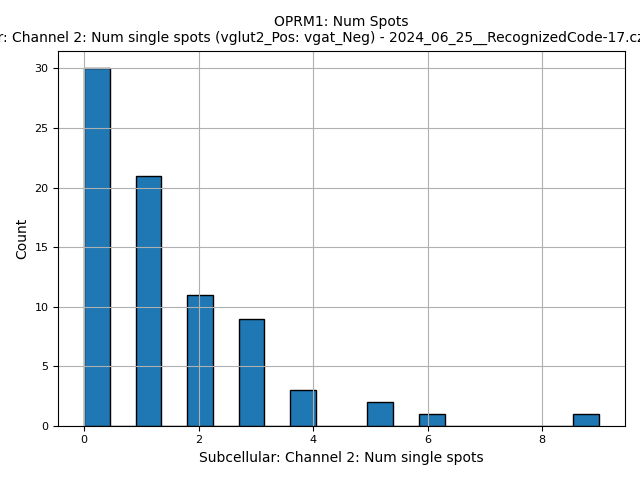 OPRM1: Num Spots
r: Channel 2: Num single spots (vglut2_Pos: vgat_Neg) - 2024_06_25__RecognizedCode-17.cz
30
25
20
15
10
5
0
Count
0 2 4 6 8
Subcellular: Channel 2: Num single spots